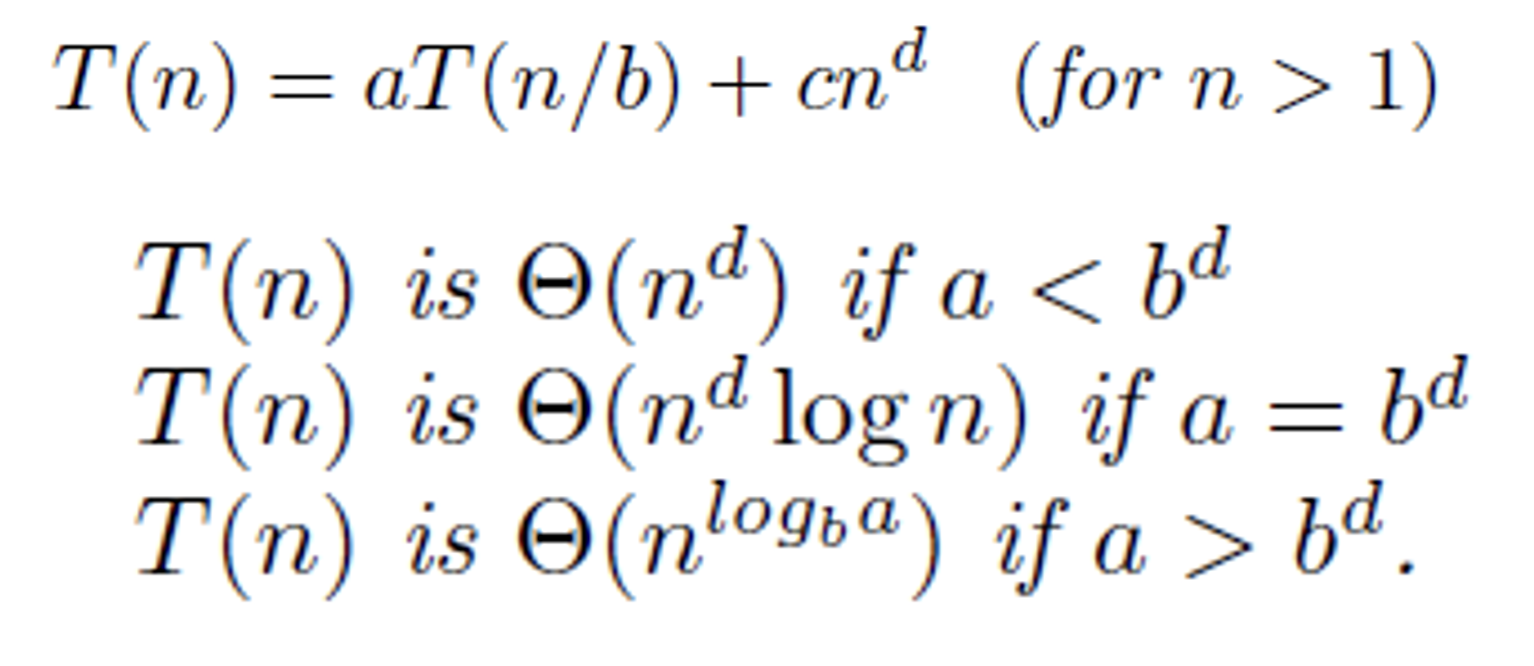 T(n) = aT(n/b) + cn^d (for n > 1)
T(n) is Θ(n^d) if a < b^d
T(n) is Θ(n^d log n) if a = b^d
T(n) is Θ(n^{log_b a}) if a > b^d.